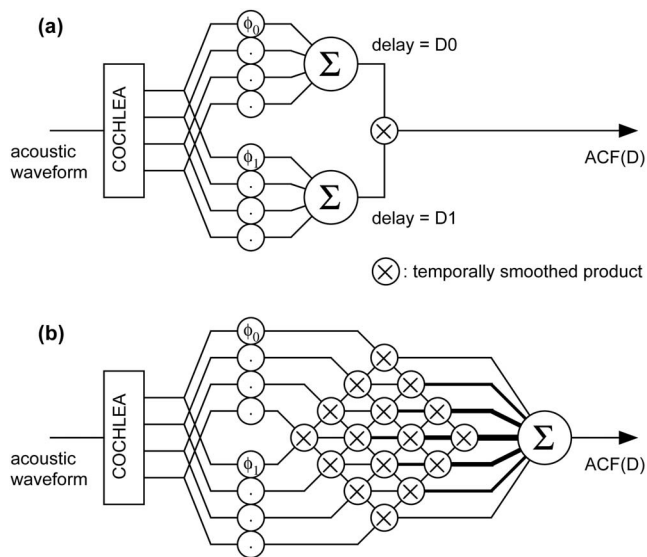 (a)
ϕ0
Σ
delay = D0
COCHLEA
acoustic
waveform
ϕ1
Σ
ACF(D)
delay = D1
: temporally smoothed product
(b)
ϕ0
COCHLEA
acoustic
waveform
ϕ1
Σ
ACF(D)